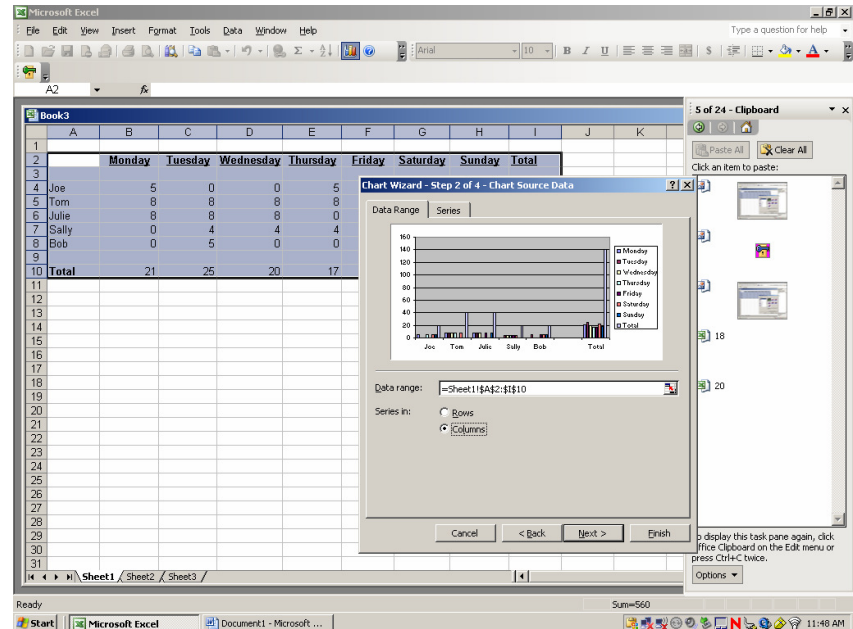 Microsoft Excel
File Edit View Insert Format Tools Data Window Help
Type a question for help
Arial 10 B I U
A2 fx
Book3
A B C D E F G H I J K
1
2 Monday Tuesday Wednesday Thursday Friday Saturday Sunday Total
3
4 Joe 5 0 0 5
5 Tom 8 8 8 8
6 Julie 8 8 8 0
7 Sally 0 4 4 4
8 Bob 0 5 0 0
9
10 Total 21 25 20 17
11
12
13
14
15
16
17
18
19
20
21
22
23
24
25
26
27
28
29
30
31
Sheet1 Sheet2 Sheet3
Chart Wizard - Step 2 of 4 - Chart Source Data
Data Range Series
160
140
120
100
80
60
40
20
0
Joe Tom Julie Sally Bob Total
Monday
Tuesday
Wednesday
Thursday
Friday
Saturday
Sunday
Total
Data range: =Sheet1!$A$2:$I$10
Series in: Rows
Columns
Cancel < Back Next > Finish
5 of 24 - Clipboard
Paste All Clear All
Click an item to paste:
18
20
display this task pane again, click
ffice Clipboard on the Edit menu or
press Ctrl+C twice.
Options
Ready Sum=560
Start Microsoft Excel Document1 - Microsoft ... 11:48 AM